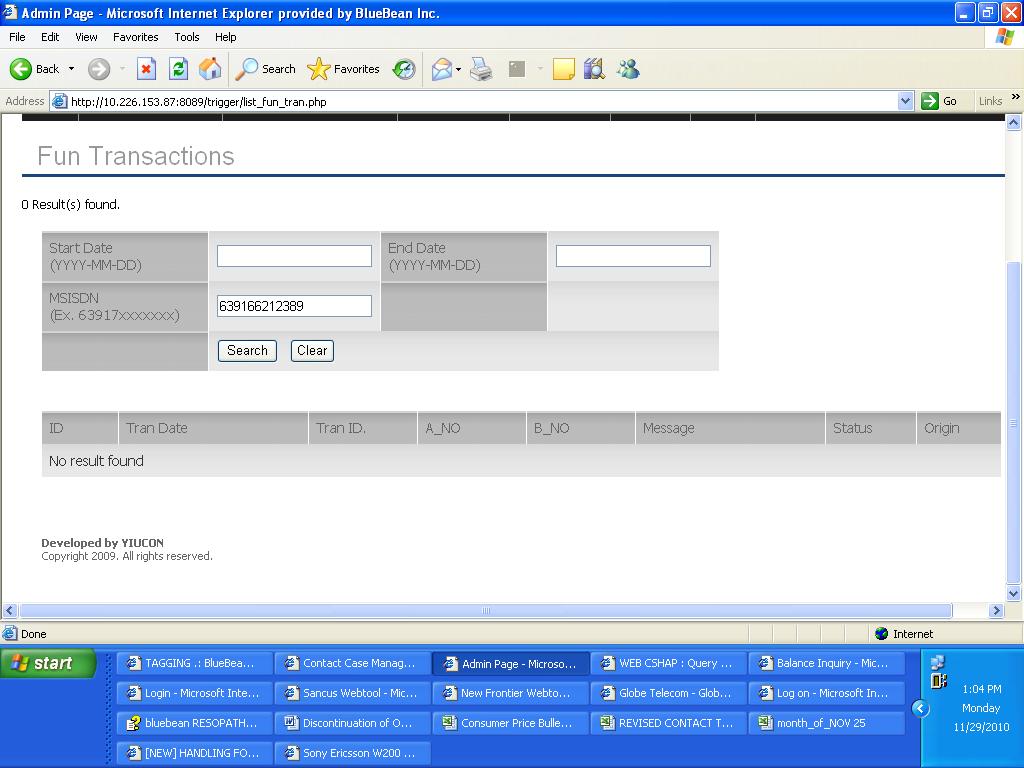 Admin Page - Microsoft Internet Explorer provided by BlueBean Inc.
File Edit View Favorites Tools Help
Back Search Favorites
Address http://10.226.153.87:8089/trigger/list_fun_tran.php Go Links »
Fun Transactions
0 Result(s) found.
Start Date
(YYYY-MM-DD)
End Date
(YYYY-MM-DD)
MSISDN
(Ex. 63917xxxxxxx)
639166212389
Search Clear
ID Tran Date Tran ID. A_NO B_NO Message Status Origin
No result found
Developed by YIUCON
Copyright 2009. All rights reserved.
Done Internet
start
TAGGING .: BlueBea... Contact Case Manag... Admin Page - Microso... WEB CSHAP : Query ... Balance Inquiry - Mic...
Login - Microsoft Inte... Sancus Webtool - Mic... New Frontier Webto... Globe Telecom - Glob... Log on - Microsoft In...
bluebean RESOPATH... Discontinuation of O... Consumer Price Bulle... REVISED CONTACT T... month_of_NOV 25
[NEW] HANDLING FO... Sony Ericsson W200 ...
1:04 PM
Monday
11/29/2010